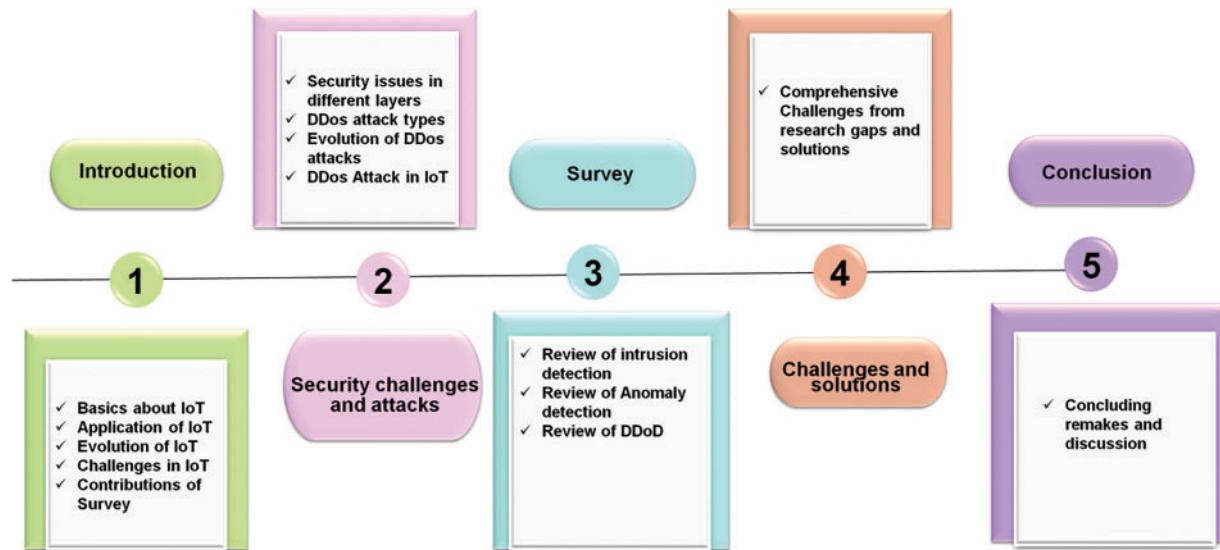 Introduction
1
Basics about IoT
Application of IoT
Evolution of IoT
Challenges in IoT
Contributions of
Survey
Security issues in
different layers
DDos attack types
Evolution of DDos
attacks
DDos Attack in IoT
2
Security challenges
and attacks
Survey
3
Review of intrusion
detection
Review of Anomaly
detection
Review of DDoD
Comprehensive
Challenges from
research gaps and
solutions
4
Challenges and
solutions
Conclusion
5
Concluding
remakes and
discussion